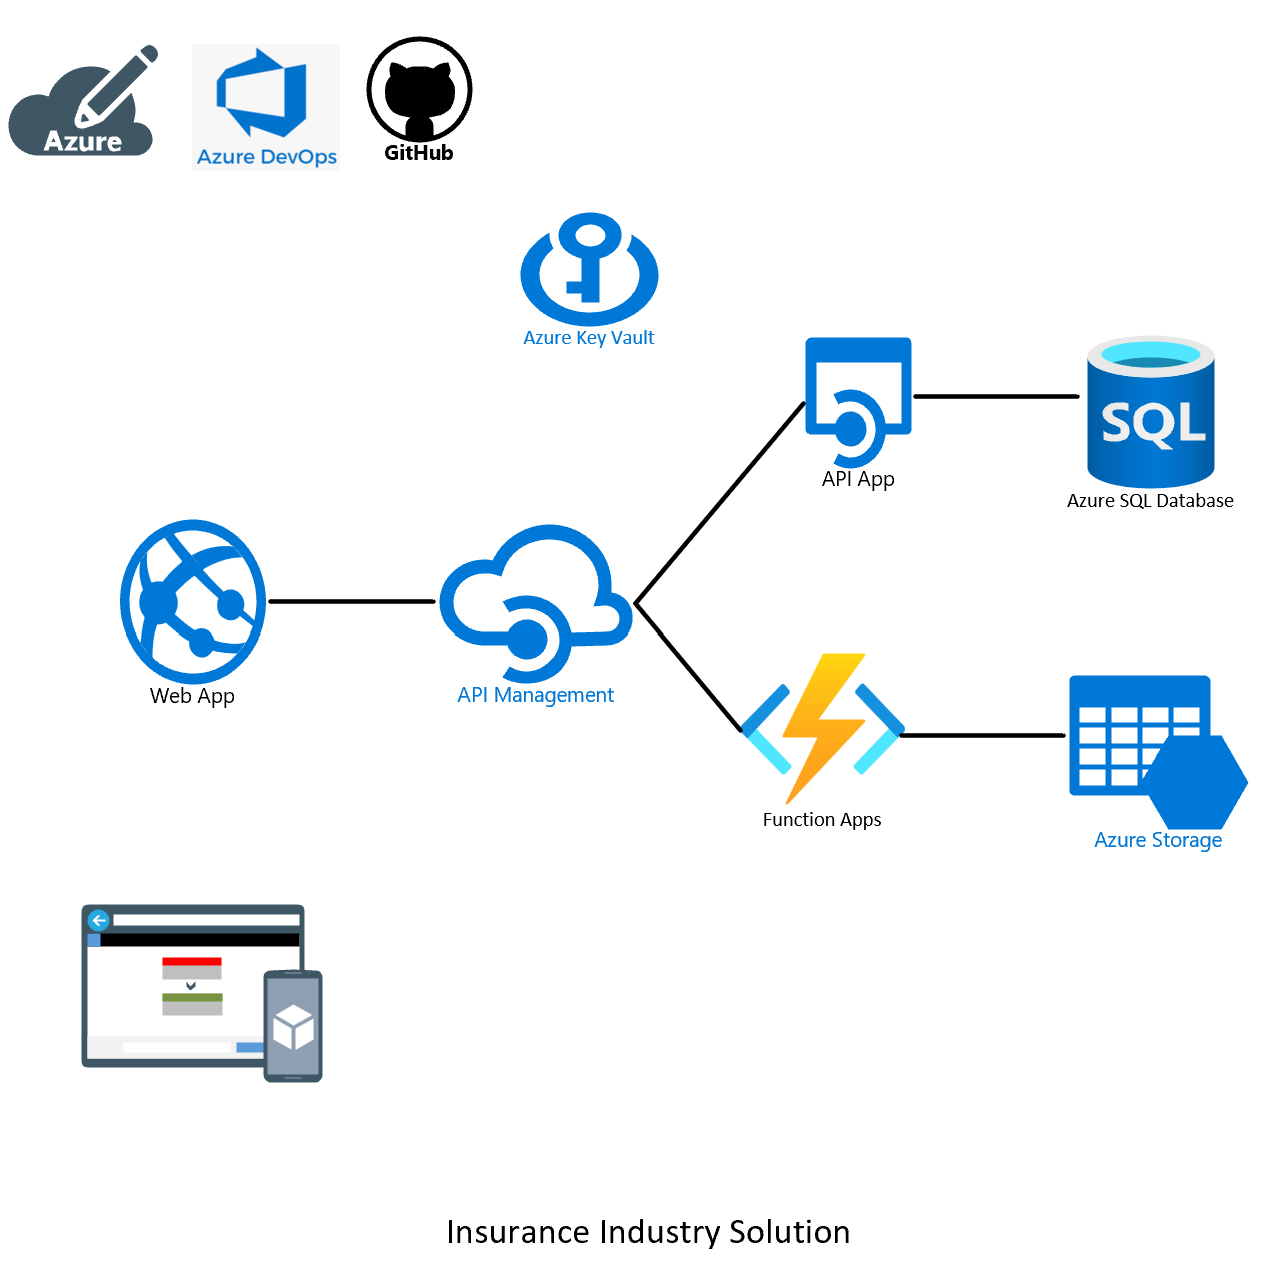 Azure
Azure DevOps
GitHub
Azure Key Vault
API App
SQL
Azure SQL Database
Web App
API Management
Function Apps
Azure Storage
Insurance Industry Solution